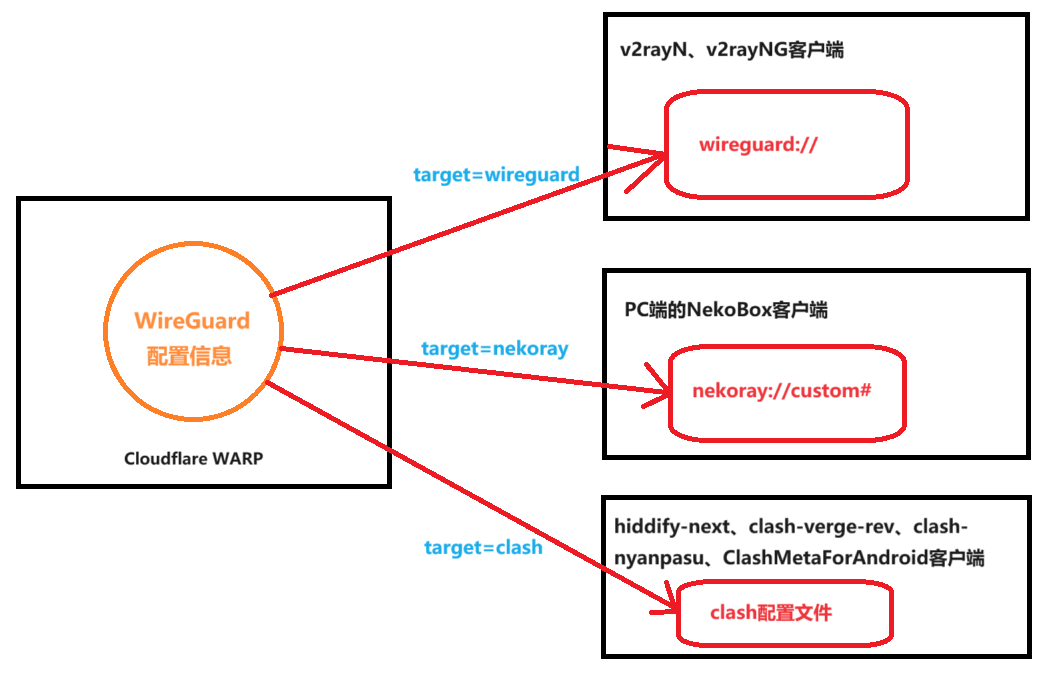 v2rayN、v2rayNG客户端
wireguard://
target=wireguard
WireGuard
配置信息
Cloudflare WARP
PC端的NekoBox客户端
target=nekoray
nekoray://custom#
hiddify-next、clash-verge-rev、clash-
nyanpasu、ClashMetaForAndroid客户端
target=clash
clash配置文件